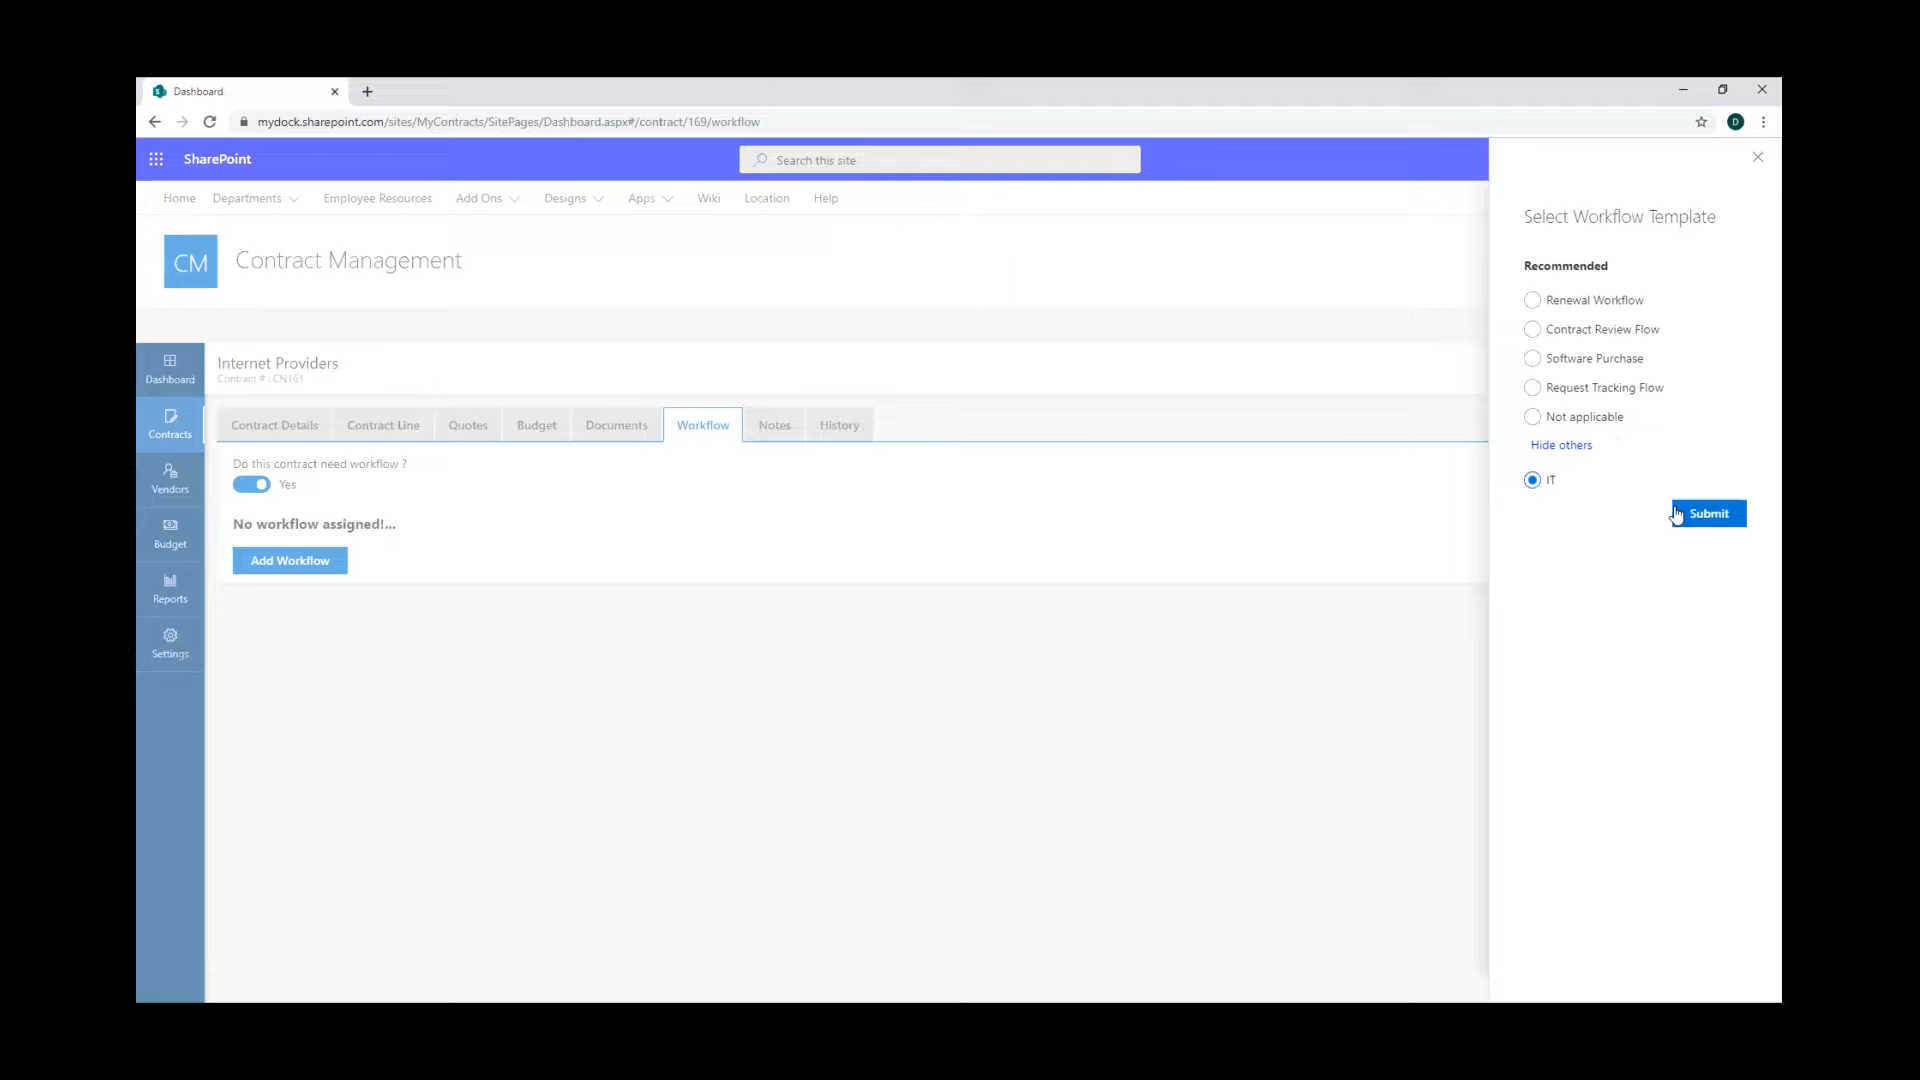 Dashboard
mydock.sharepoint.com/sites/MyContracts/SitePages/Dashboard.aspx#/contract/169/workflow
D
SharePoint
Search this site
Home Departments Employee Resources Add Ons Designs Apps Wiki Location Help
CM
Contract Management
Dashboard
Contracts
Vendors
Budget
Reports
Settings
Internet Providers
Contract # : CN161
Contract Details Contract Line Quotes Budget Documents Workflow Notes History
Do this contract need workflow ?
Yes
No workflow assigned!...
Add Workflow
Select Workflow Template
Recommended
Renewal Workflow
Contract Review Flow
Software Purchase
Request Tracking Flow
Not applicable
Hide others
IT
Submit